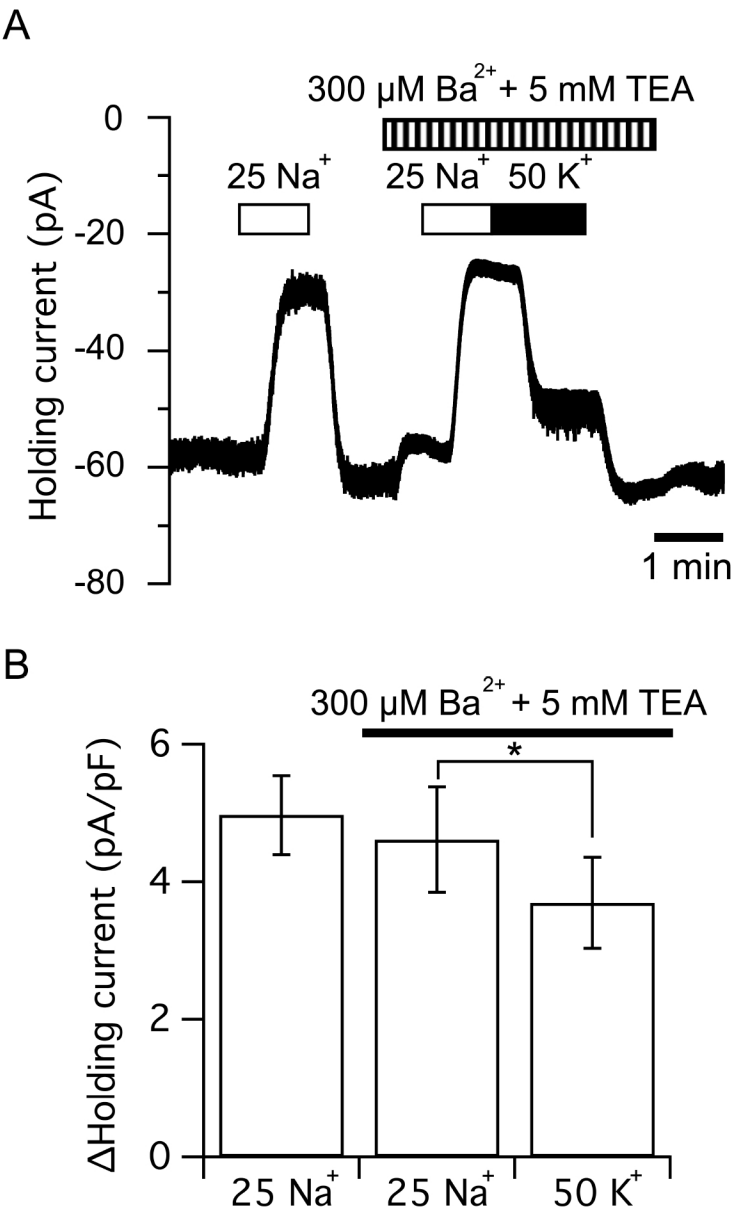 A
300 µM Ba²⁺ + 5 mM TEA
0
25 Na⁺ 25 Na⁺ 50 K⁺
-20
-40
-60
-80
Holding current (pA)
1 min
B
300 µM Ba²⁺ + 5 mM TEA
6
*
4
2
0
ΔHolding current (pA/pF)
25 Na⁺ 25 Na⁺ 50 K⁺